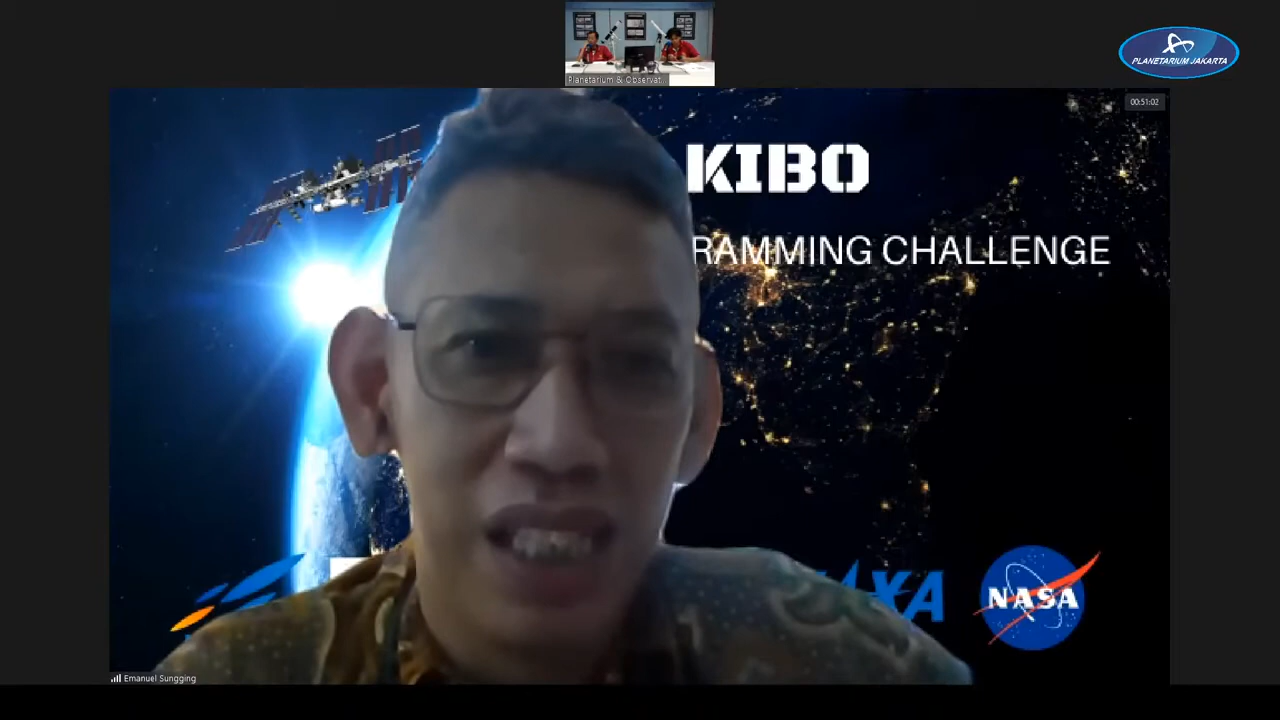 Planetarium & Observat...
PLANETARIUM JAKARTA
00:51:02
KIBO
RAMMING CHALLENGE
AXA
NASA
Emanuel Sungging